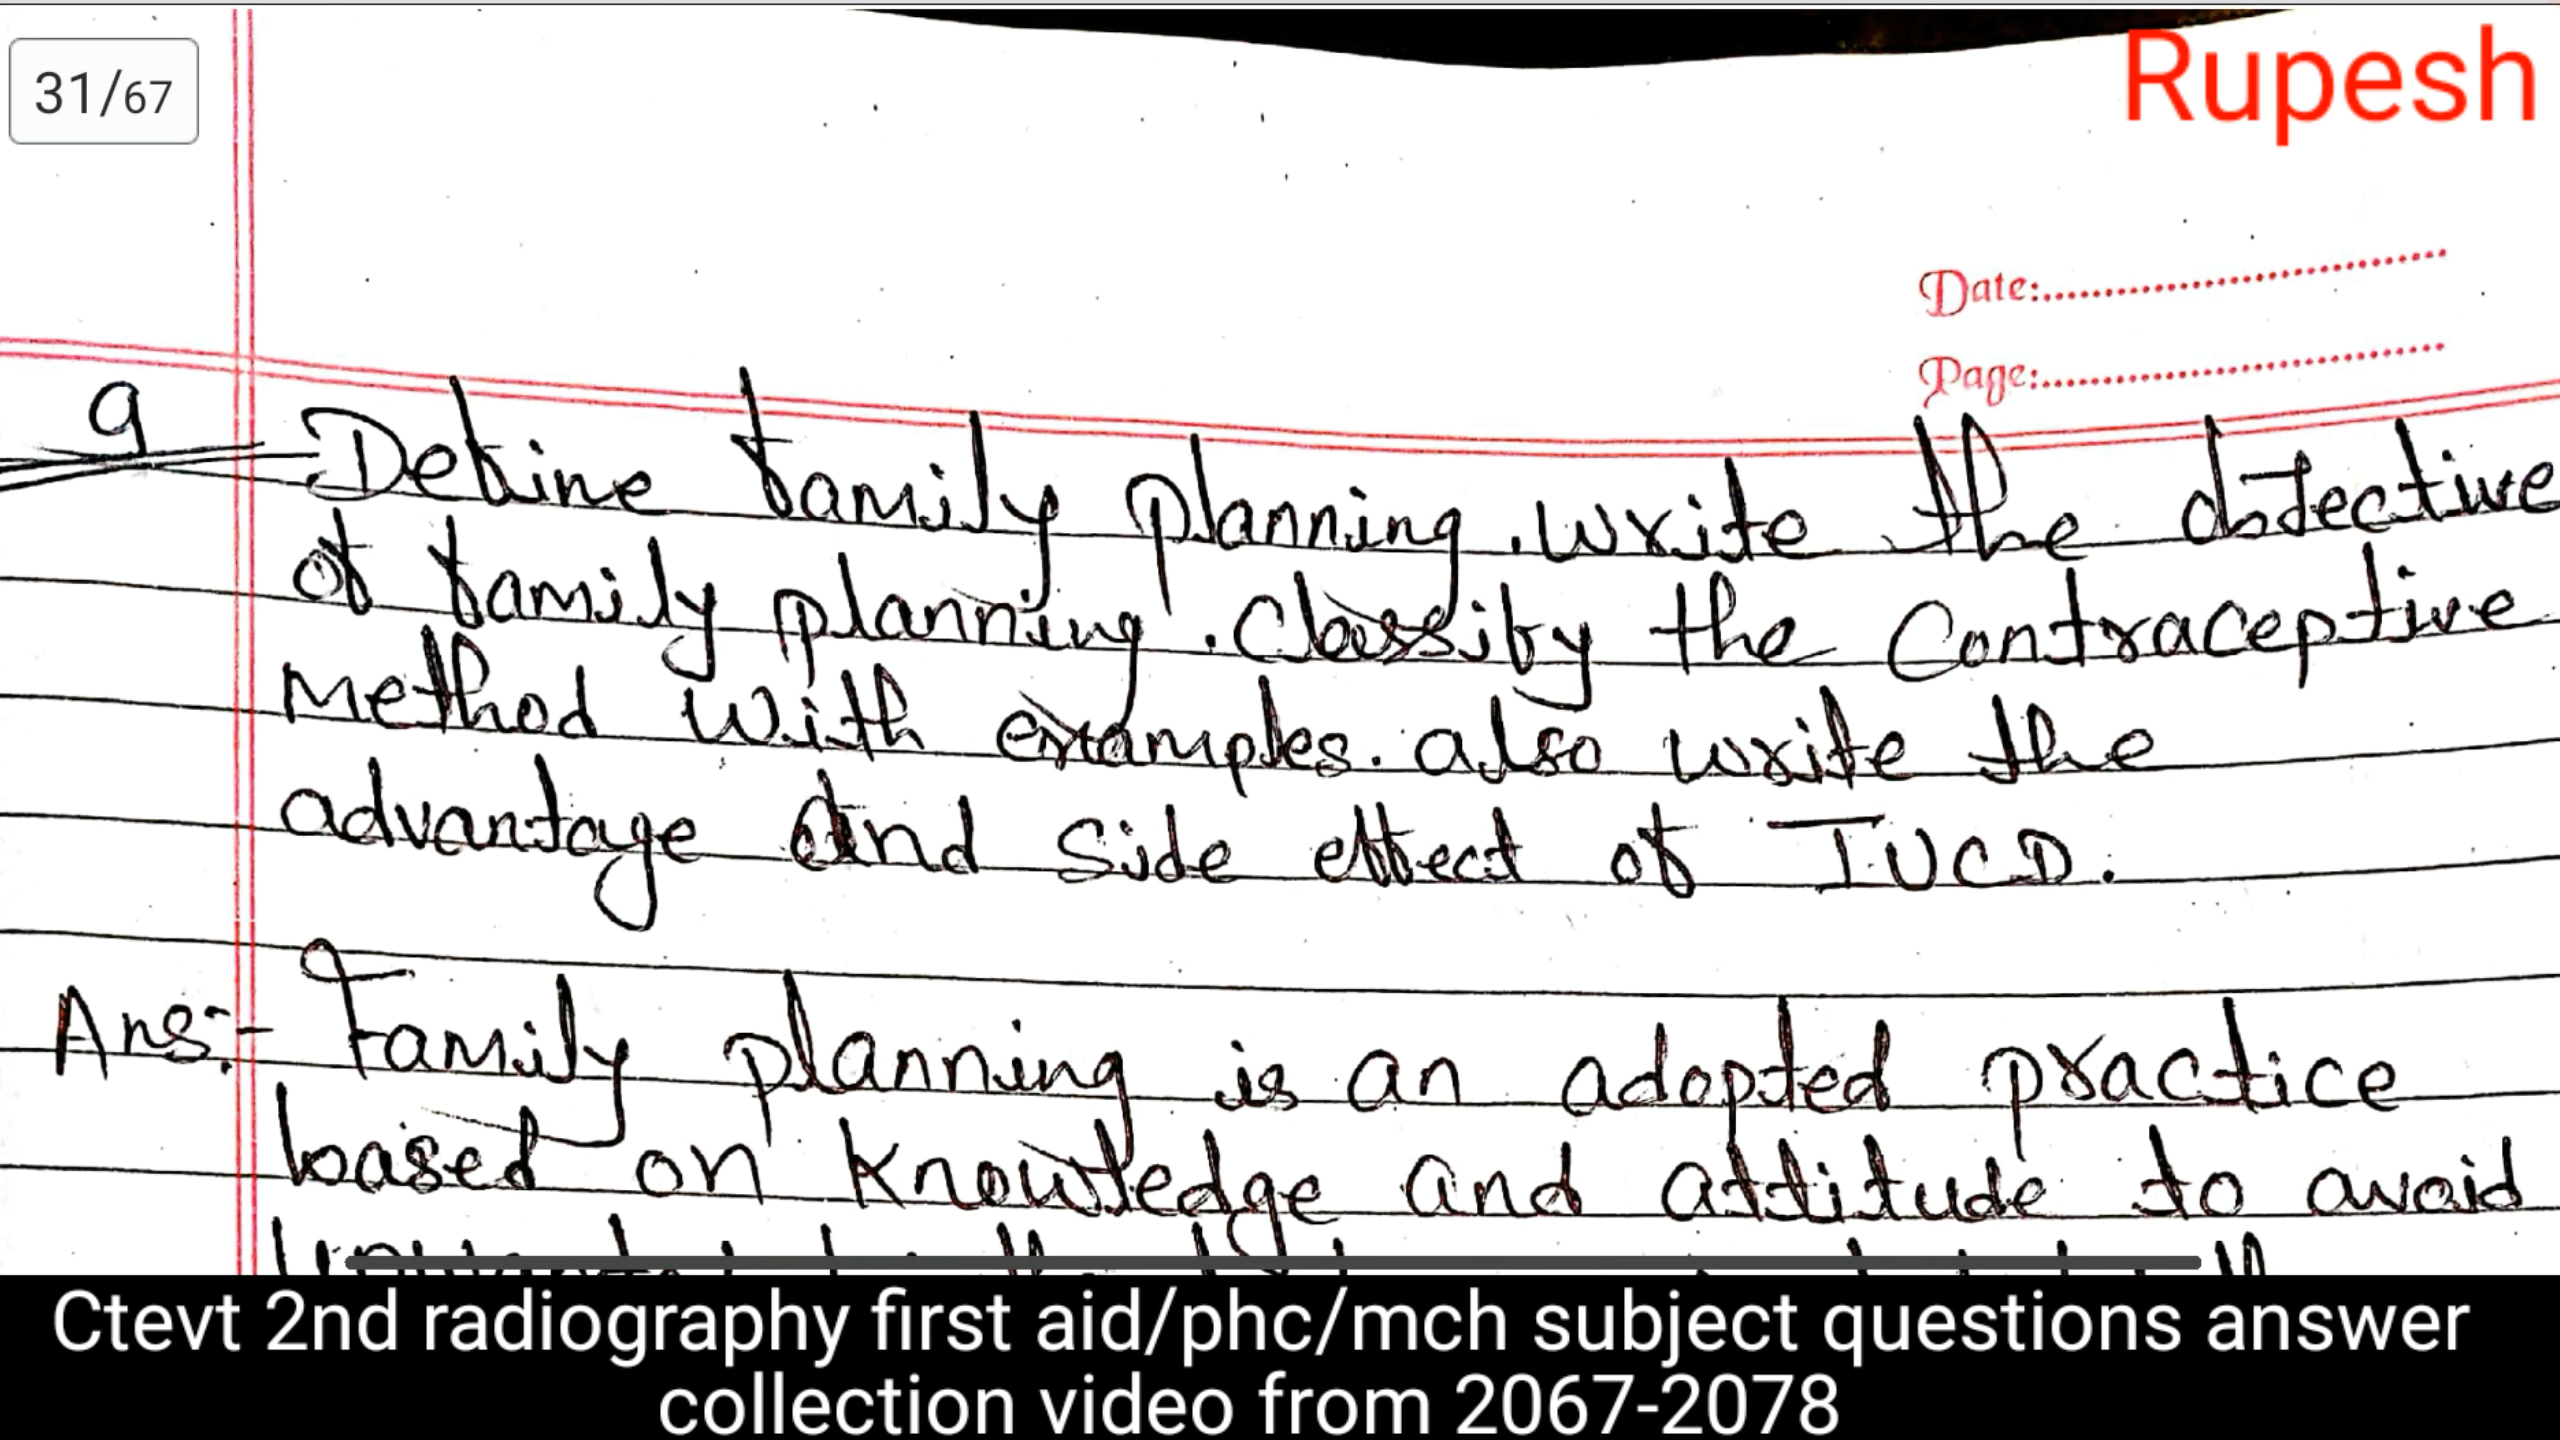 31/67
Rupesh
Date:
Page:
9
Define family planning. write the objective
of family planning. Classify the Contraceptive
Method With examples. also write the
advantage and side effect of IUCD.
Ans:- Family planning is an adopted practice
based on knowledge and attitude to avoid
Ctevt 2nd radiography first aid/phc/mch subject questions answer
collection video from 2067-2078